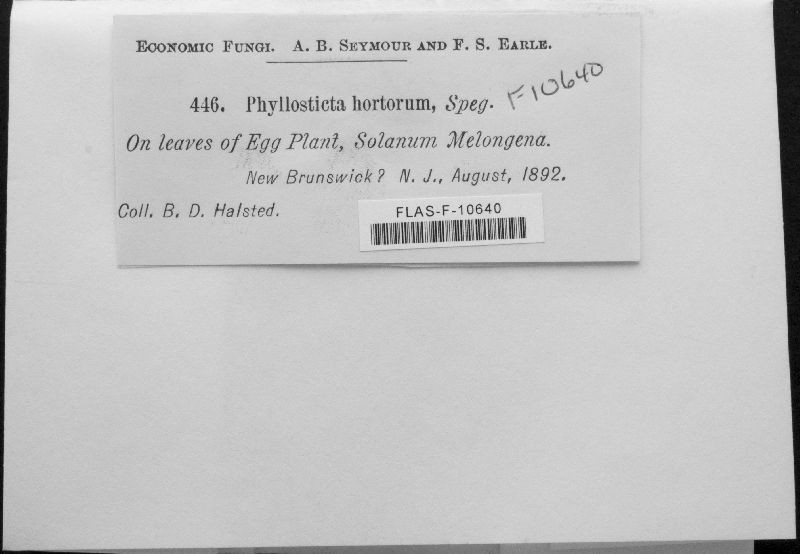 Economic Fungi. A. B. Seymour and F. S. Earle.
446. Phyllosticta hortorum, Speg. F10640
On leaves of Egg Plant, Solanum Melongena.
New Brunswick? N. J., August, 1892.
Coll. B. D. Halsted.
FLAS-F-10640